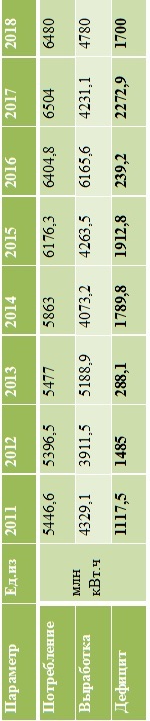 Параметр Ед.из 2011 2012 2013 2014 2015 2016 2017 2018
Потребление млн кВт.ч 5446,6 5396,5 5477 5863 6176,3 6404,8 6504 6480
Выработка 4329,1 3911,5 5188,9 4073,2 4263,5 6165,6 4231,1 4780
Дефицит 1117,5 1485 288,1 1789,8 1912,8 239,2 2272,9 1700